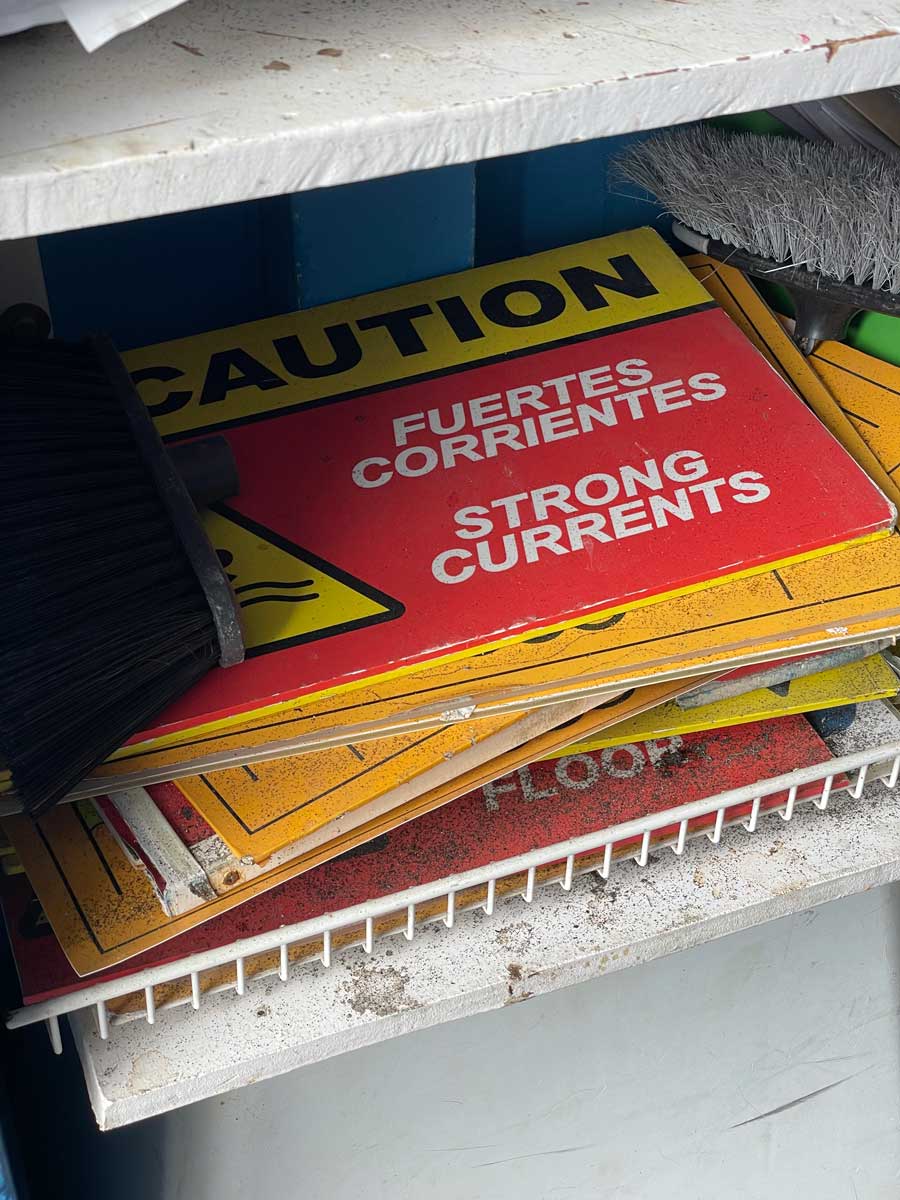 CAUTION
FUERTES
CORRIENTES
STRONG
CURRENTS
FLOOR